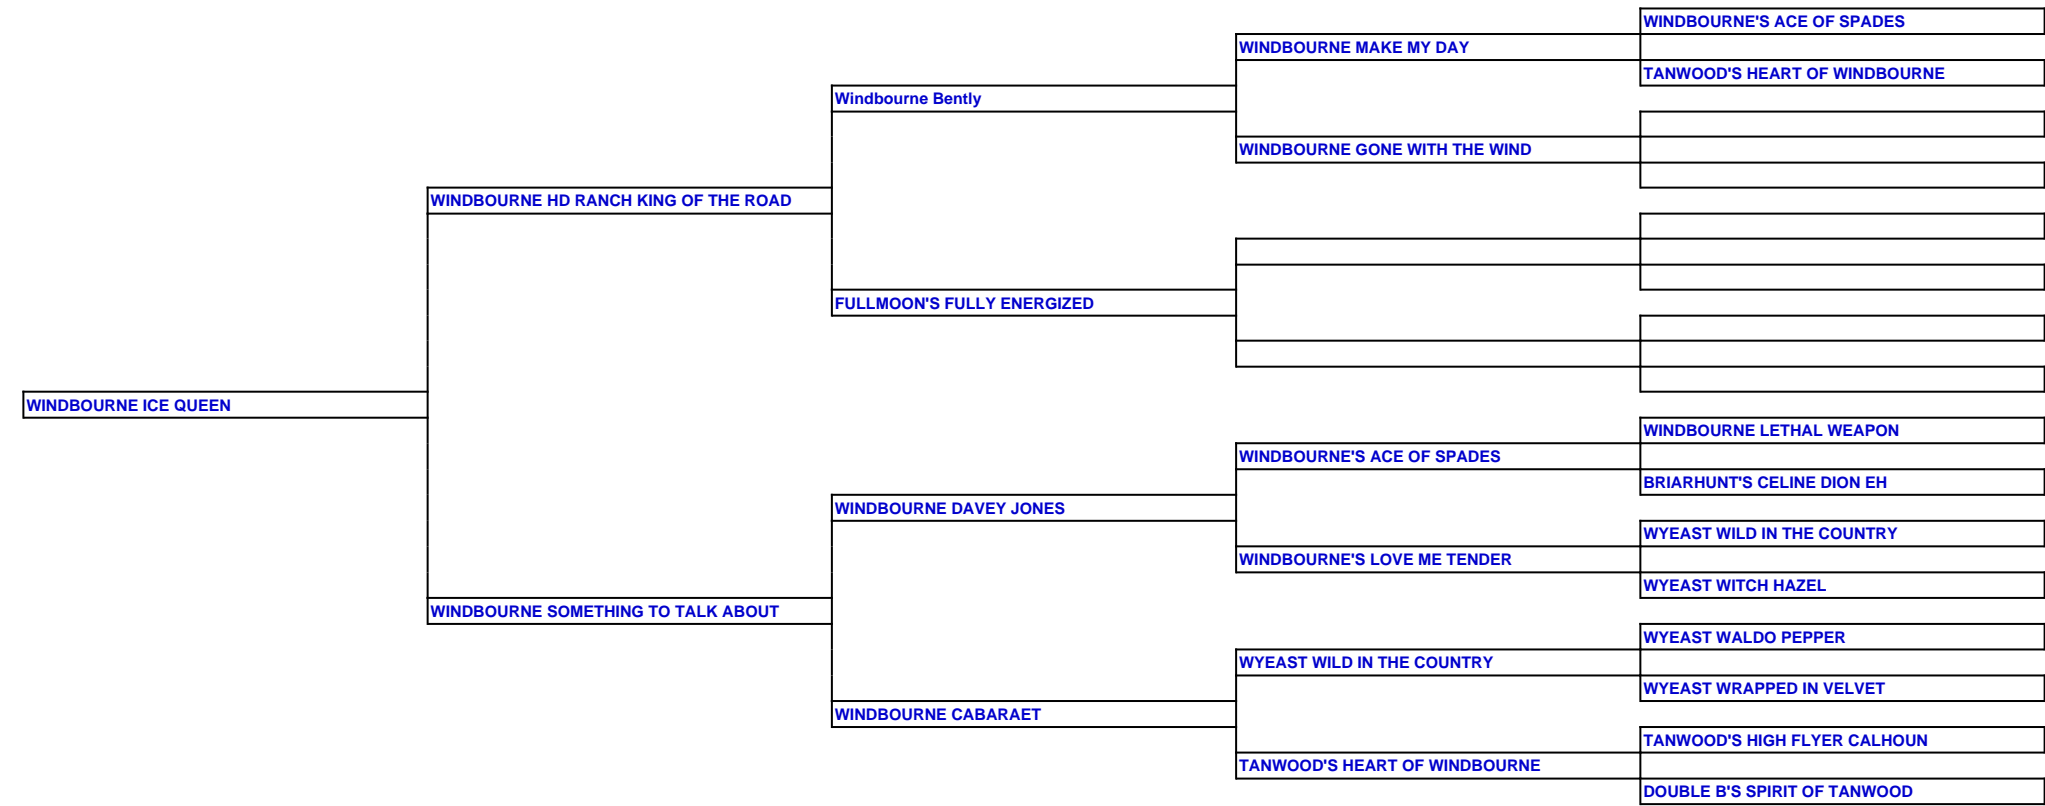 WINDBOURNE'S ACE OF SPADES
WINDBOURNE MAKE MY DAY
TANWOOD'S HEART OF WINDBOURNE
Windbourne Bently
WINDBOURNE GONE WITH THE WIND
WINDBOURNE HD RANCH KING OF THE ROAD
FULLMOON'S FULLY ENERGIZED
WINDBOURNE ICE QUEEN
WINDBOURNE LETHAL WEAPON
WINDBOURNE'S ACE OF SPADES
BRIARHUNT'S CELINE DION EH
WINDBOURNE DAVEY JONES
WYEAST WILD IN THE COUNTRY
WINDBOURNE'S LOVE ME TENDER
WYEAST WITCH HAZEL
WINDBOURNE SOMETHING TO TALK ABOUT
WYEAST WALDO PEPPER
WYEAST WILD IN THE COUNTRY
WYEAST WRAPPED IN VELVET
WINDBOURNE CABARAET
TANWOOD'S HIGH FLYER CALHOUN
TANWOOD'S HEART OF WINDBOURNE
DOUBLE B'S SPIRIT OF TANWOOD